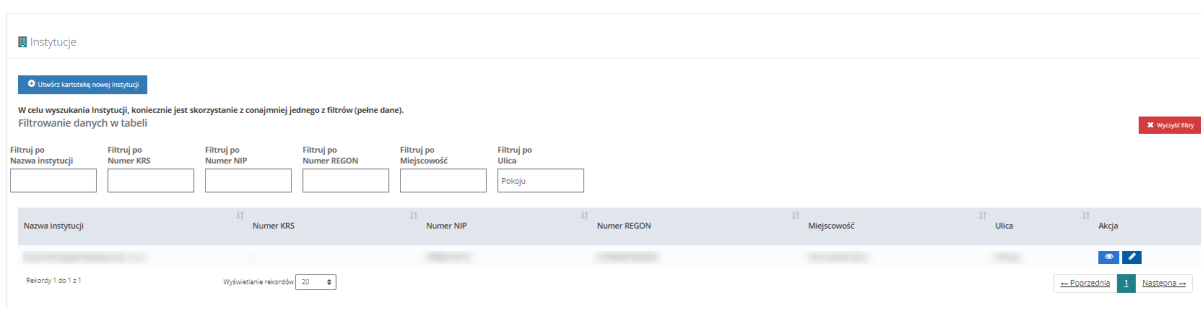 Instytucje
Utwórz kartotekę nowej instytucji
W celu wyszukania Instytucji, koniecznie jest skorzystanie z conajmniej jednego z filtrów (pełne dane).
Filtrowanie danych w tabeli
Wyczyść filtry
Filtruj po Nazwa instytucji
Filtruj po Numer KRS
Filtruj po Numer NIP
Filtruj po Numer REGON
Filtruj po Miejscowość
Filtruj po Ulica
Pokoju
Nazwa instytucji Numer KRS Numer NIP Numer REGON Miejscowość Ulica Akcja
Rekordy 1 do 1 z 1 Wyświetlanie rekordów 20 ← Poprzednia 1 Następna →